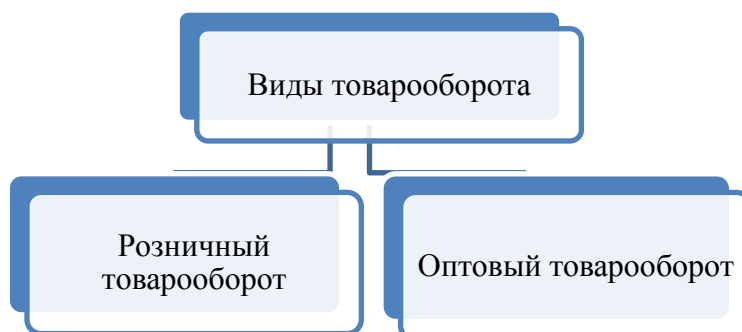 Виды товарооборота
Розничный
товарооборот
Оптовый товарооборот